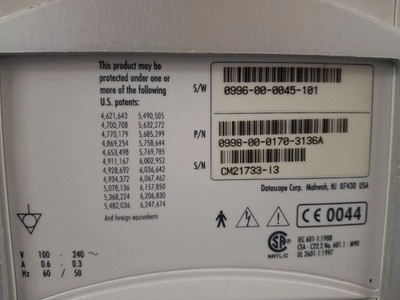 This product may be
protected under one or
more of the following
U.S. patents:
4,621,643 5,490,505
4,700,708 5,632,272
4,770,179 5,685,299
4,869,254 5,758,644
4,653,498 5,769,785
4,911,167 6,002,952
4,928,692 6,036,642
4,934,372 6,067,462
5,078,136 6,157,850
5,368,224 6,206,830
5,482,036 6,247,674
And foreign equivalents
S/W 0996-00-0045-101
P/N 0998-00-0170-3136A
S/N CM21733-I3
Datascope Corp. Mahwah, NJ 07430 USA
CE 0044
SA
NRTL/C
IEC 601-1:1988
CSA - C22.2 No. 601.1 - M90
UL 2601-1:1997
V 100 - 240 ~
A 0.6 - 0.3
Hz 60 / 50